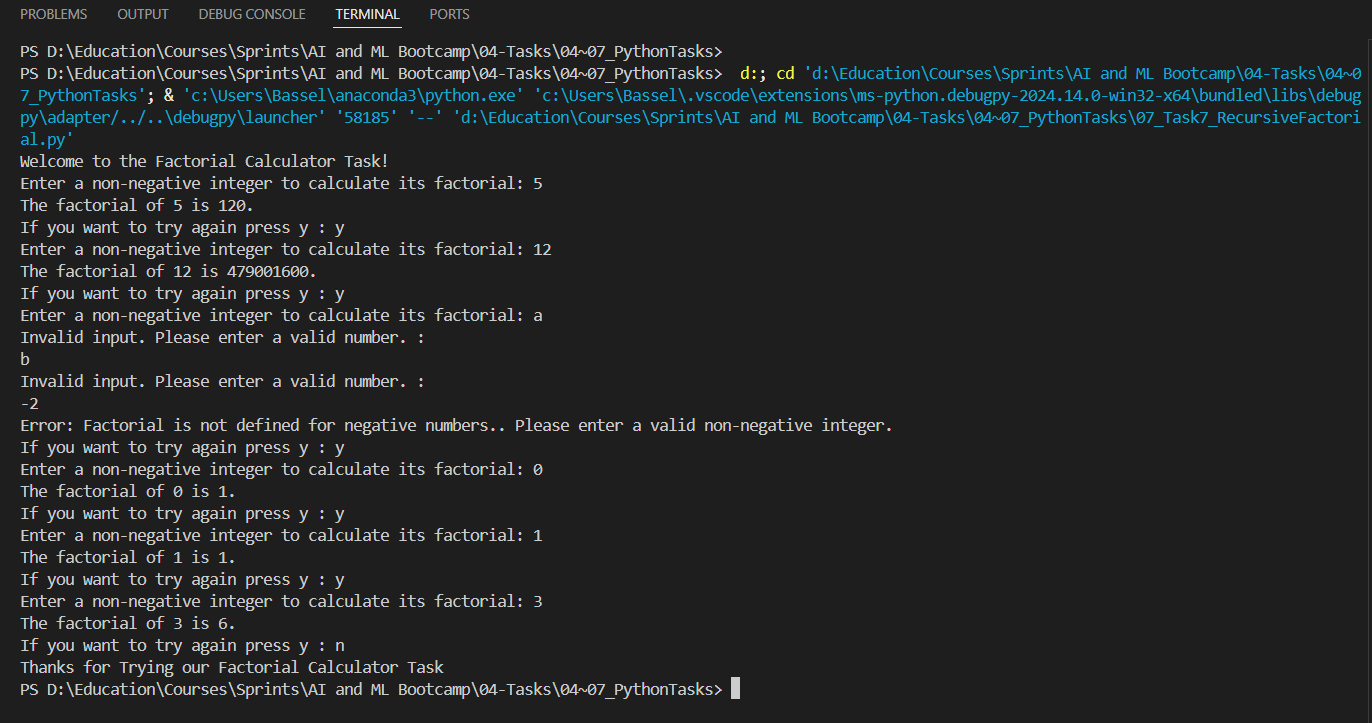 PROBLEMS OUTPUT DEBUG CONSOLE TERMINAL PORTS
PS D:\Education\Courses\Sprints\AI and ML Bootcamp\04-Tasks\04~07_PythonTasks>
PS D:\Education\Courses\Sprints\AI and ML Bootcamp\04-Tasks\04~07_PythonTasks>  d:; cd 'd:\Education\Courses\Sprints\AI and ML Bootcamp\04-Tasks\04~0
7_PythonTasks'; & 'c:\Users\Bassel\anaconda3\python.exe' 'c:\Users\Bassel\.vscode\extensions\ms-python.debugpy-2024.14.0-win32-x64\bundled\libs\debug
py\adapter/../..\debugpy\launcher' '58185' '--' 'd:\Education\Courses\Sprints\AI and ML Bootcamp\04-Tasks\04~07_PythonTasks\07_Task7_RecursiveFactori
al.py'
Welcome to the Factorial Calculator Task!
Enter a non-negative integer to calculate its factorial: 5
The factorial of 5 is 120.
If you want to try again press y : y
Enter a non-negative integer to calculate its factorial: 12
The factorial of 12 is 479001600.
If you want to try again press y : y
Enter a non-negative integer to calculate its factorial: a
Invalid input. Please enter a valid number. :
b
Invalid input. Please enter a valid number. :
-2
Error: Factorial is not defined for negative numbers.. Please enter a valid non-negative integer.
If you want to try again press y : y
Enter a non-negative integer to calculate its factorial: 0
The factorial of 0 is 1.
If you want to try again press y : y
Enter a non-negative integer to calculate its factorial: 1
The factorial of 1 is 1.
If you want to try again press y : y
Enter a non-negative integer to calculate its factorial: 3
The factorial of 3 is 6.
If you want to try again press y : n
Thanks for Trying our Factorial Calculator Task
PS D:\Education\Courses\Sprints\AI and ML Bootcamp\04-Tasks\04~07_PythonTasks>